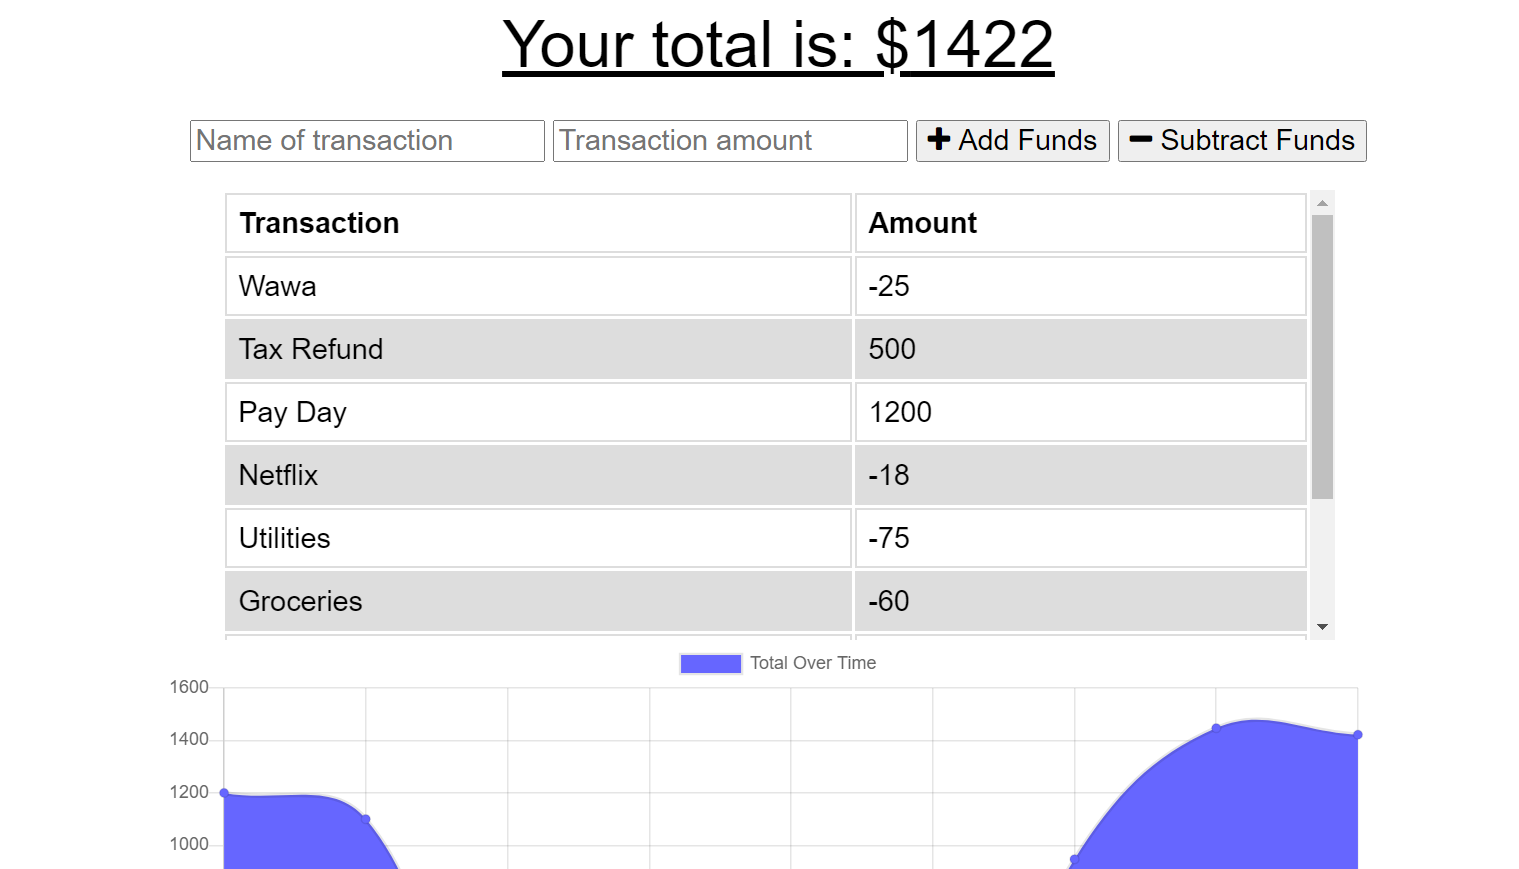 Your total is: $1422
Name of transaction Transaction amount Add Funds Subtract Funds
Transaction Amount
Wawa -25
Tax Refund 500
Pay Day 1200
Netflix -18
Utilities -75
Groceries -60
Total Over Time
1600
1400
1200
1000